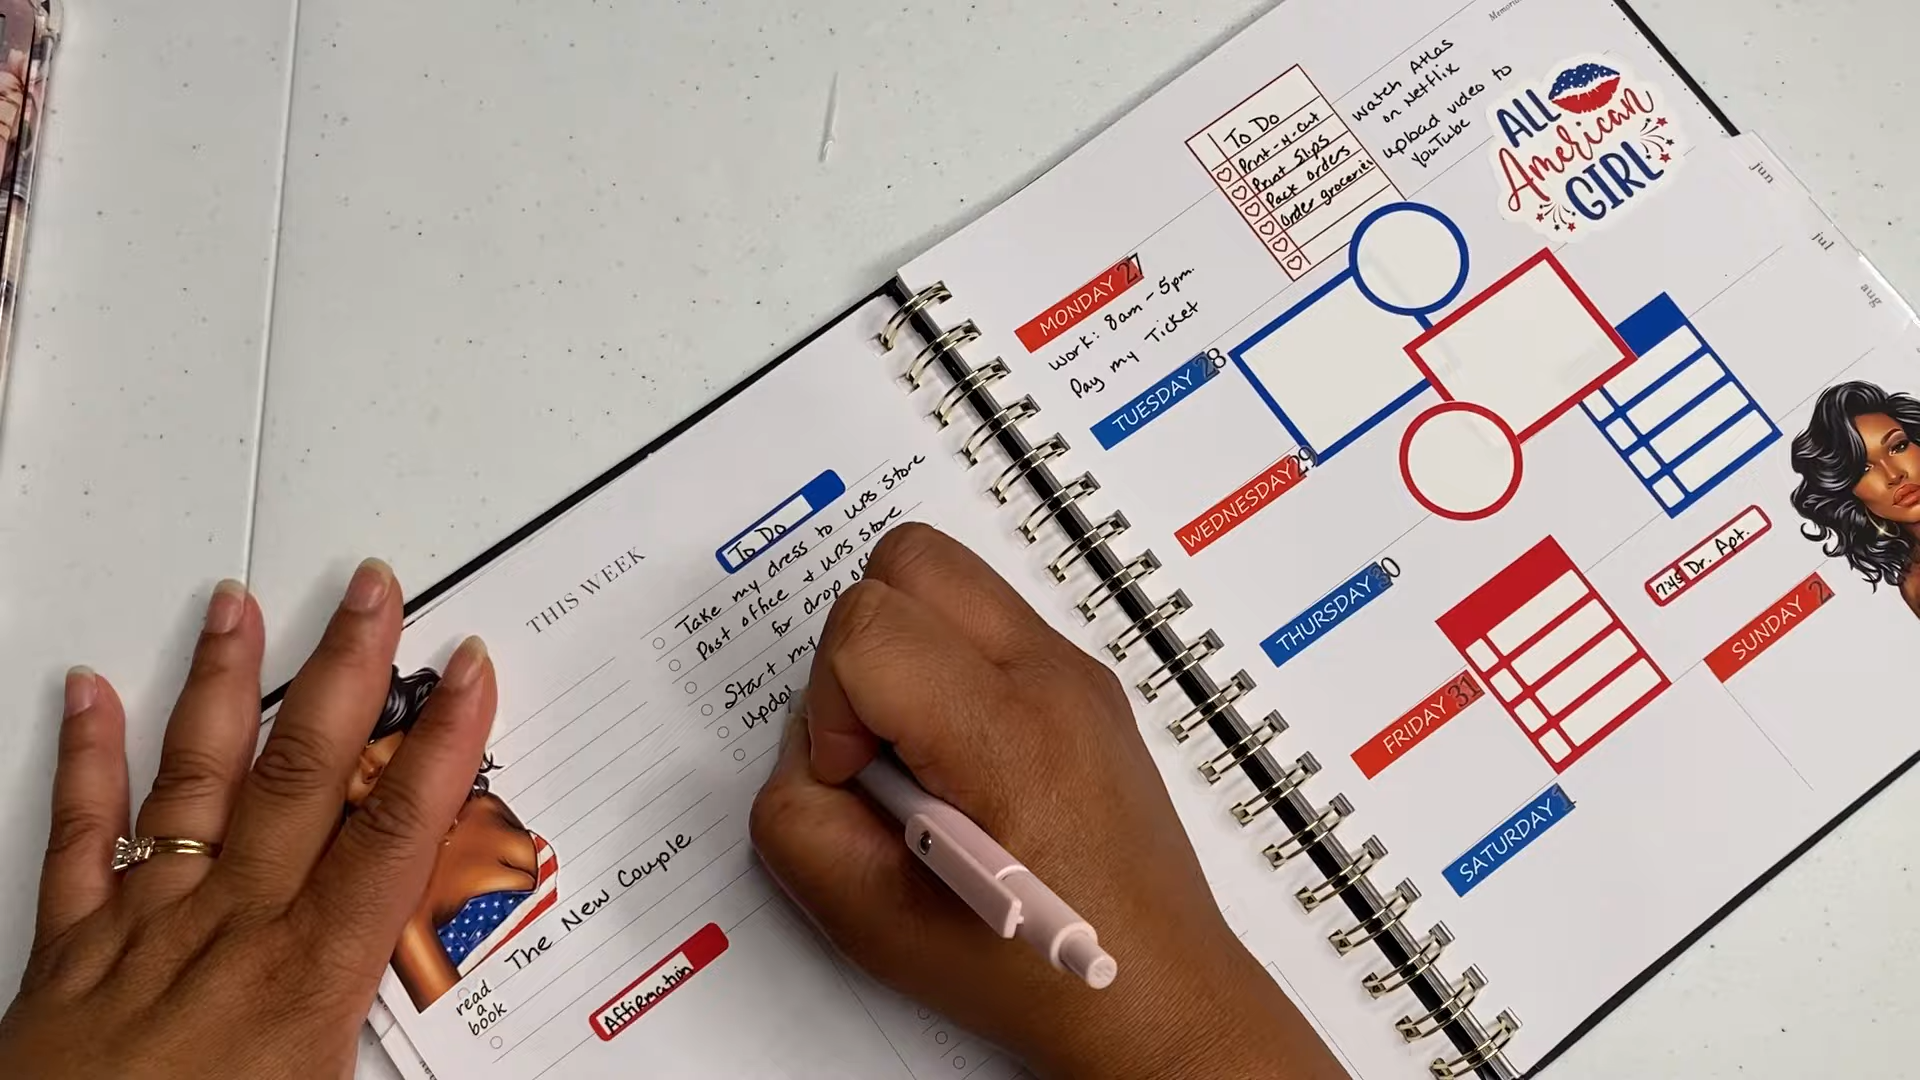 THIS WEEK
To Do
Take my dress to UPS store
Post office & UPS store
for drop off
Start my
The New Couple
read
a
book
Affirmation
MONDAY 27
Work: 8am - 5pm.
Pay my Ticket
To Do
Print-N-Cut
Print Slips
Pack orders
order groceries
Watch Atlas
on Netflix
upload video to
YouTube
ALL
American
GIRL
TUESDAY 28
WEDNESDAY 29
THURSDAY 30
FRIDAY 31
7:45 Dr. Apt.
SATURDAY 1
SUNDAY 2
jun
jul
aug